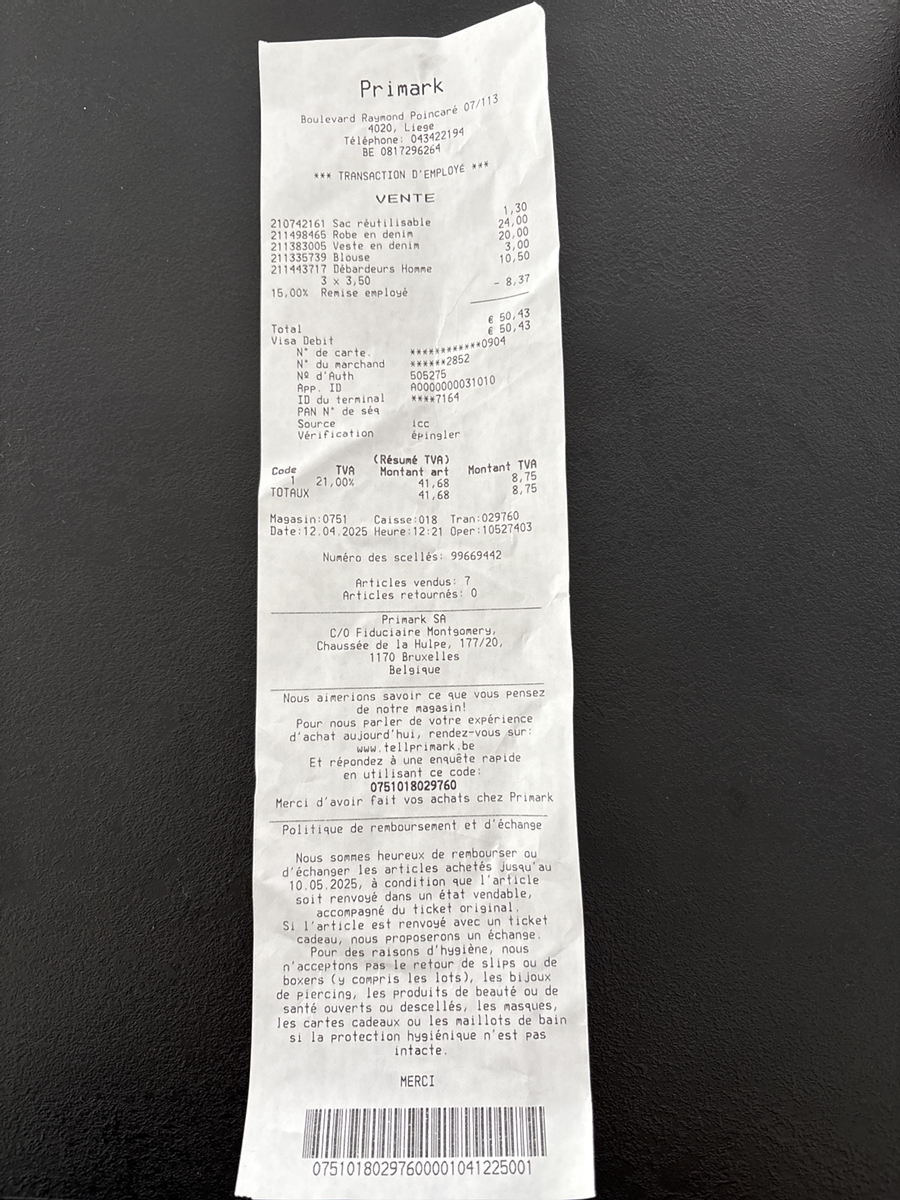 Primark
Boulevard Raymond Poincaré 07/113
4020, Liege
Téléphone: 043422194
BE 0817296264
*** TRANSACTION D'EMPLOYÉ ***
VENTE
210742161 Sac réutilisable 1,30
211498465 Robe en denim 24,00
211383005 Veste en denim 20,00
211335739 Blouse 3,00
211443717 Débardeurs Homme 10,50
3 x 3,50
15,00% Remise employé - 8,37
Total € 50,43
Visa Debit € 50,43
N° de carte. ************0904
N° du marchand ******2852
Nº d'Auth 505275
App. ID A0000000031010
ID du terminal ****7164
PAN N° de séq
Source icc
Vérification épingler
(Résumé TVA)
Code TVA Montant art Montant TVA
1 21,00% 41,68 8,75
TOTAUX 41,68 8,75
Magasin:0751 Caisse:018 Tran:029760
Date:12.04.2025 Heure:12:21 Oper:10527403
Numéro des scellés: 99669442
Articles vendus: 7
Articles retournés: 0
Primark SA
C/O Fiduciaire Montgomery,
Chaussée de la Hulpe, 177/20,
1170 Bruxelles
Belgique
Nous aimerions savoir ce que vous pensez
de notre magasin!
Pour nous parler de votre expérience
d'achat aujourd'hui, rendez-vous sur:
www.tellprimark.be
Et répondez à une enquête rapide
en utilisant ce code:
0751018029760
Merci d'avoir fait vos achats chez Primark
Politique de remboursement et d'échange
Nous sommes heureux de rembourser ou
d'échanger les articles achetés jusqu'au
10.05.2025, à condition que l'article
soit renvoyé dans un état vendable,
accompagné du ticket original.
Si l'article est renvoyé avec un ticket
cadeau, nous proposerons un échange.
Pour des raisons d'hygiène, nous
n'acceptons pas le retour de slips ou de
boxers (y compris les lots), les bijoux
de piercing, les produits de beauté ou de
santé ouverts ou descellés, les masques,
les cartes cadeaux ou les maillots de bain
si la protection hygiénique n'est pas
intacte.
MERCI
07510180297600001041225001